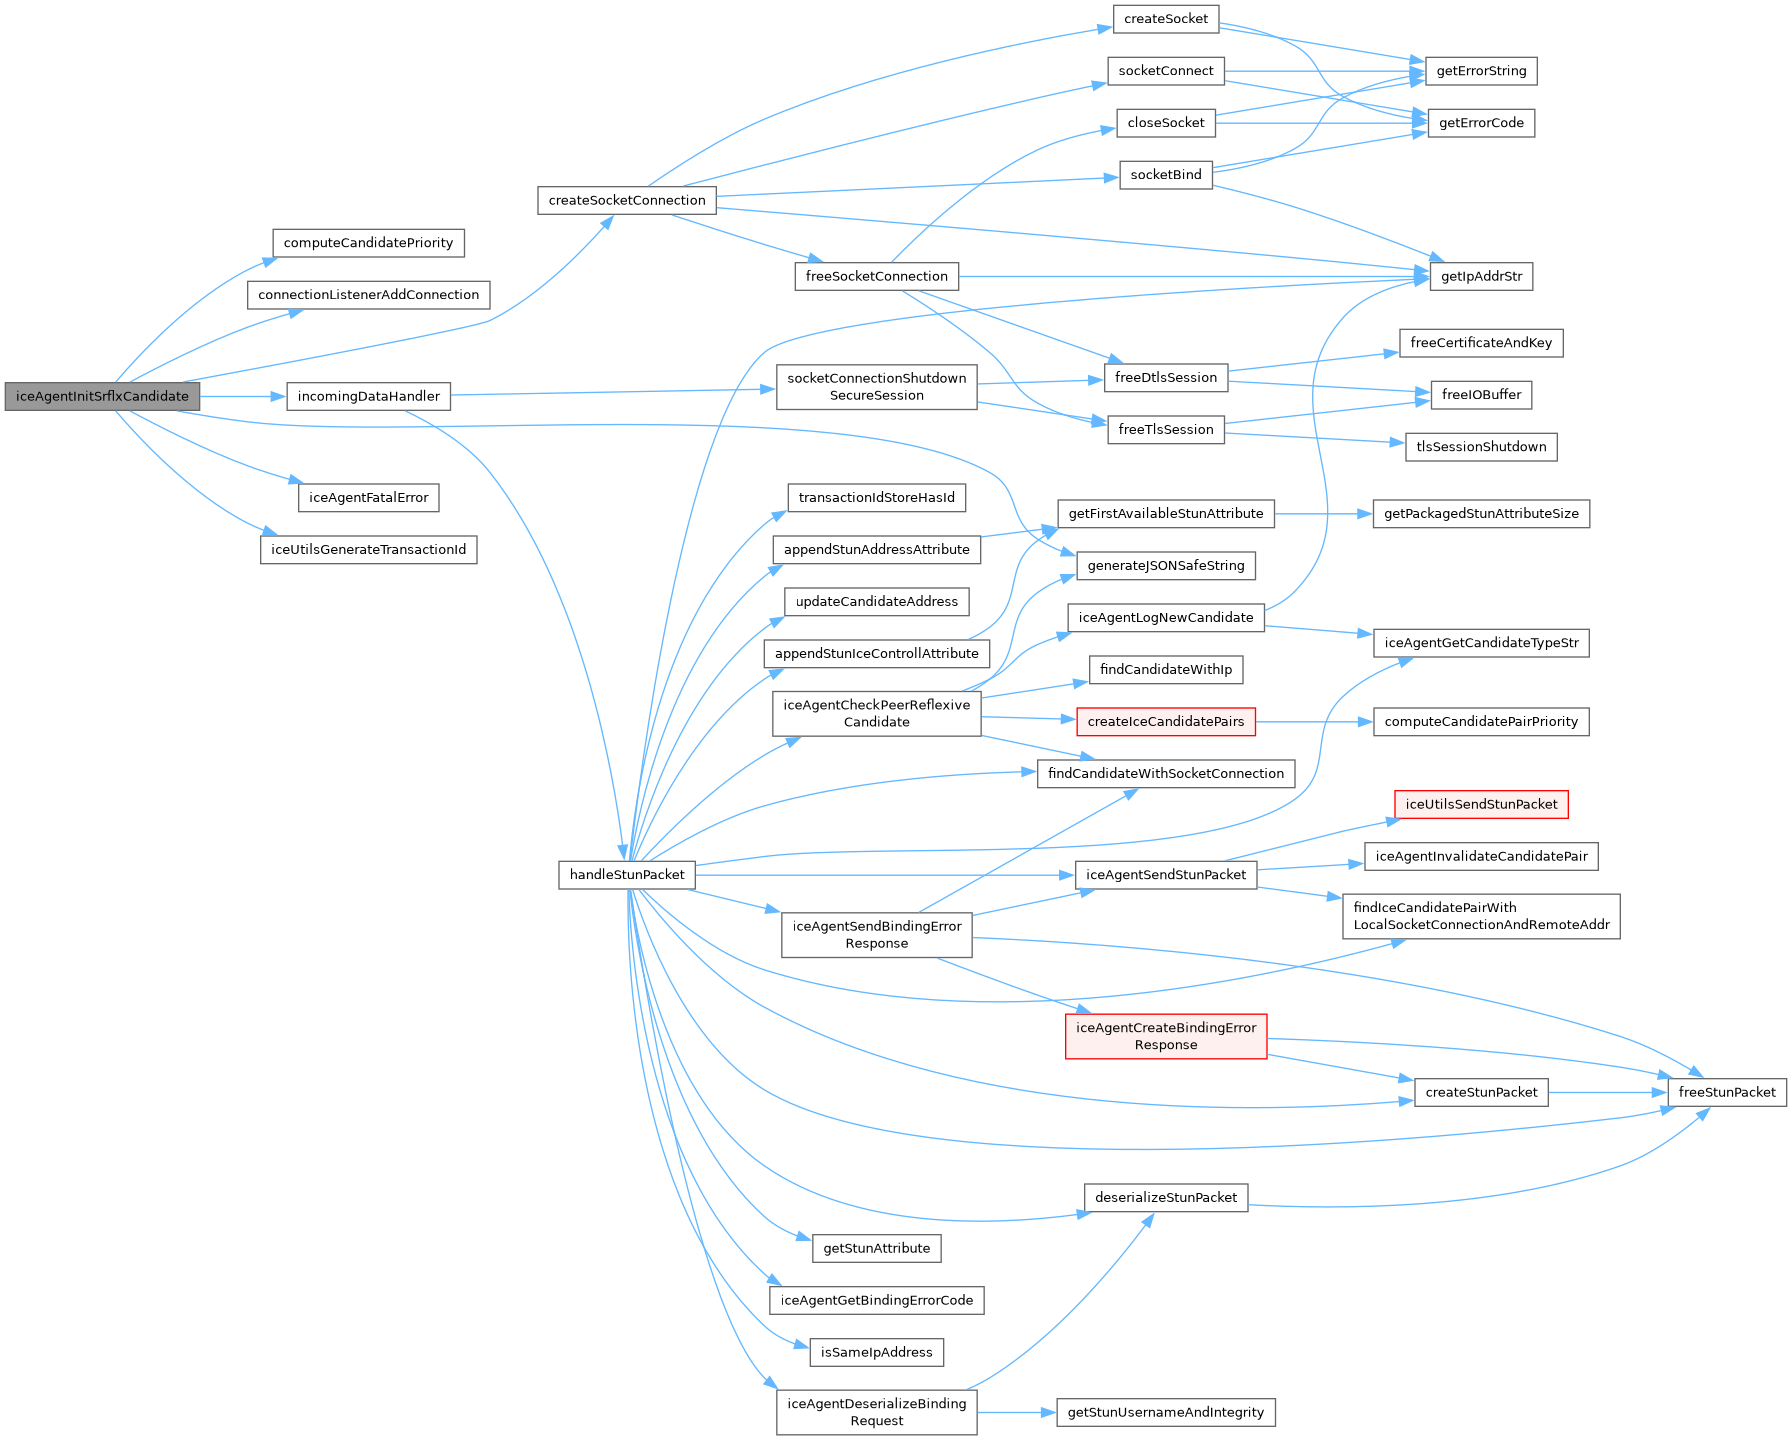 createSocket
socketConnect
getErrorString
closeSocket
getErrorCode
socketBind
createSocketConnection
computeCandidatePriority
freeSocketConnection
getIpAddrStr
connectionListenerAddConnection
freeCertificateAndKey
socketConnectionShutdown
SecureSession
freeDtlsSession
iceAgentInitSrflxCandidate
incomingDataHandler
freeIOBuffer
freeTlsSession
tlsSessionShutdown
iceAgentFatalError
transactionIdStoreHasId
getFirstAvailableStunAttribute
getPackagedStunAttributeSize
iceUtilsGenerateTransactionId
appendStunAddressAttribute
generateJSONSafeString
updateCandidateAddress
iceAgentLogNewCandidate
appendStunIceControllAttribute
iceAgentGetCandidateTypeStr
findCandidateWithIp
iceAgentCheckPeerReflexive
Candidate
createIceCandidatePairs
computeCandidatePairPriority
findCandidateWithSocketConnection
iceUtilsSendStunPacket
handleStunPacket
iceAgentSendStunPacket
iceAgentInvalidateCandidatePair
iceAgentSendBindingError
Response
findIceCandidatePairWith
LocalSocketConnectionAndRemoteAddr
iceAgentCreateBindingError
Response
createStunPacket
freeStunPacket
deserializeStunPacket
getStunAttribute
iceAgentGetBindingErrorCode
isSameIpAddress
iceAgentDeserializeBinding
Request
getStunUsernameAndIntegrity